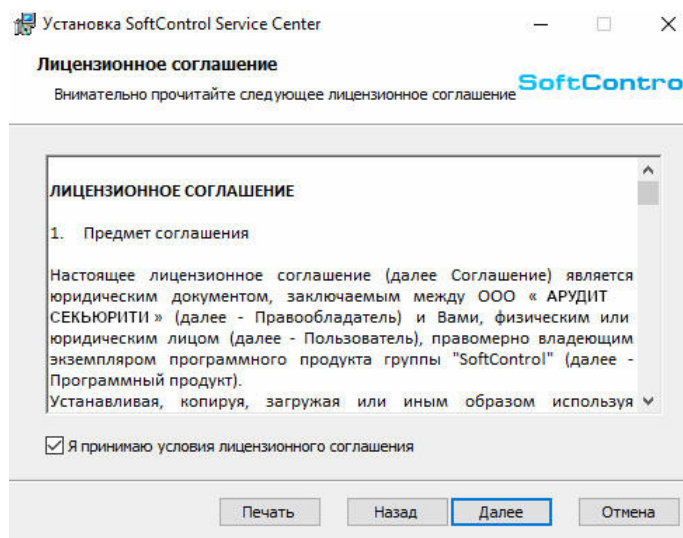 Установка SoftControl Service Center
Лицензионное соглашение
Внимательно прочитайте следующее лицензионное соглашение
SoftContro
ЛИЦЕНЗИОННОЕ СОГЛАШЕНИЕ
1. Предмет соглашения
Настоящее лицензионное соглашение (далее Соглашение) является
юридическим документом, заключаемым между ООО « АРУДИТ
СЕКЬЮРИТИ » (далее - Правообладатель) и Вами, физическим или
юридическим лицом (далее - Пользователь), правомерно владеющим
экземпляром программного продукта группы "SoftControl" (далее -
Программный продукт).
Устанавливая, копируя, загружая или иным образом используя
Я принимаю условия лицензионного соглашения
Печать Назад Далее Отмена